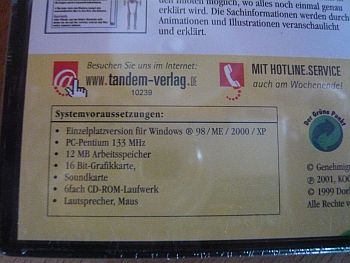 den Infoteil möglich, wo alles noch einmal genau
erklärt wird. Die Sachinformationen werden durch
Animationen und Illustrationen veranschaulicht
und erklärt.
Besuchen Sie uns im Internet:
www.tandem-verlag.DE
10239
MIT HOTLINE.SERVICE
auch am Wochenende!
Systemvoraussetzungen:
• Einzelplatzversion für Windows ® 98 / ME / 2000 / XP
• PC-Pentium 133 MHz
• 12 MB Arbeitsspeicher
• 16 Bit-Grafikkarte,
• Soundkarte
• 6fach CD-ROM-Laufwerk
• Lautsprecher, Maus
Der Grüne Punkt
© Genehmig
℗ 2001, KO
© 1999 Dor
Alle Rechte